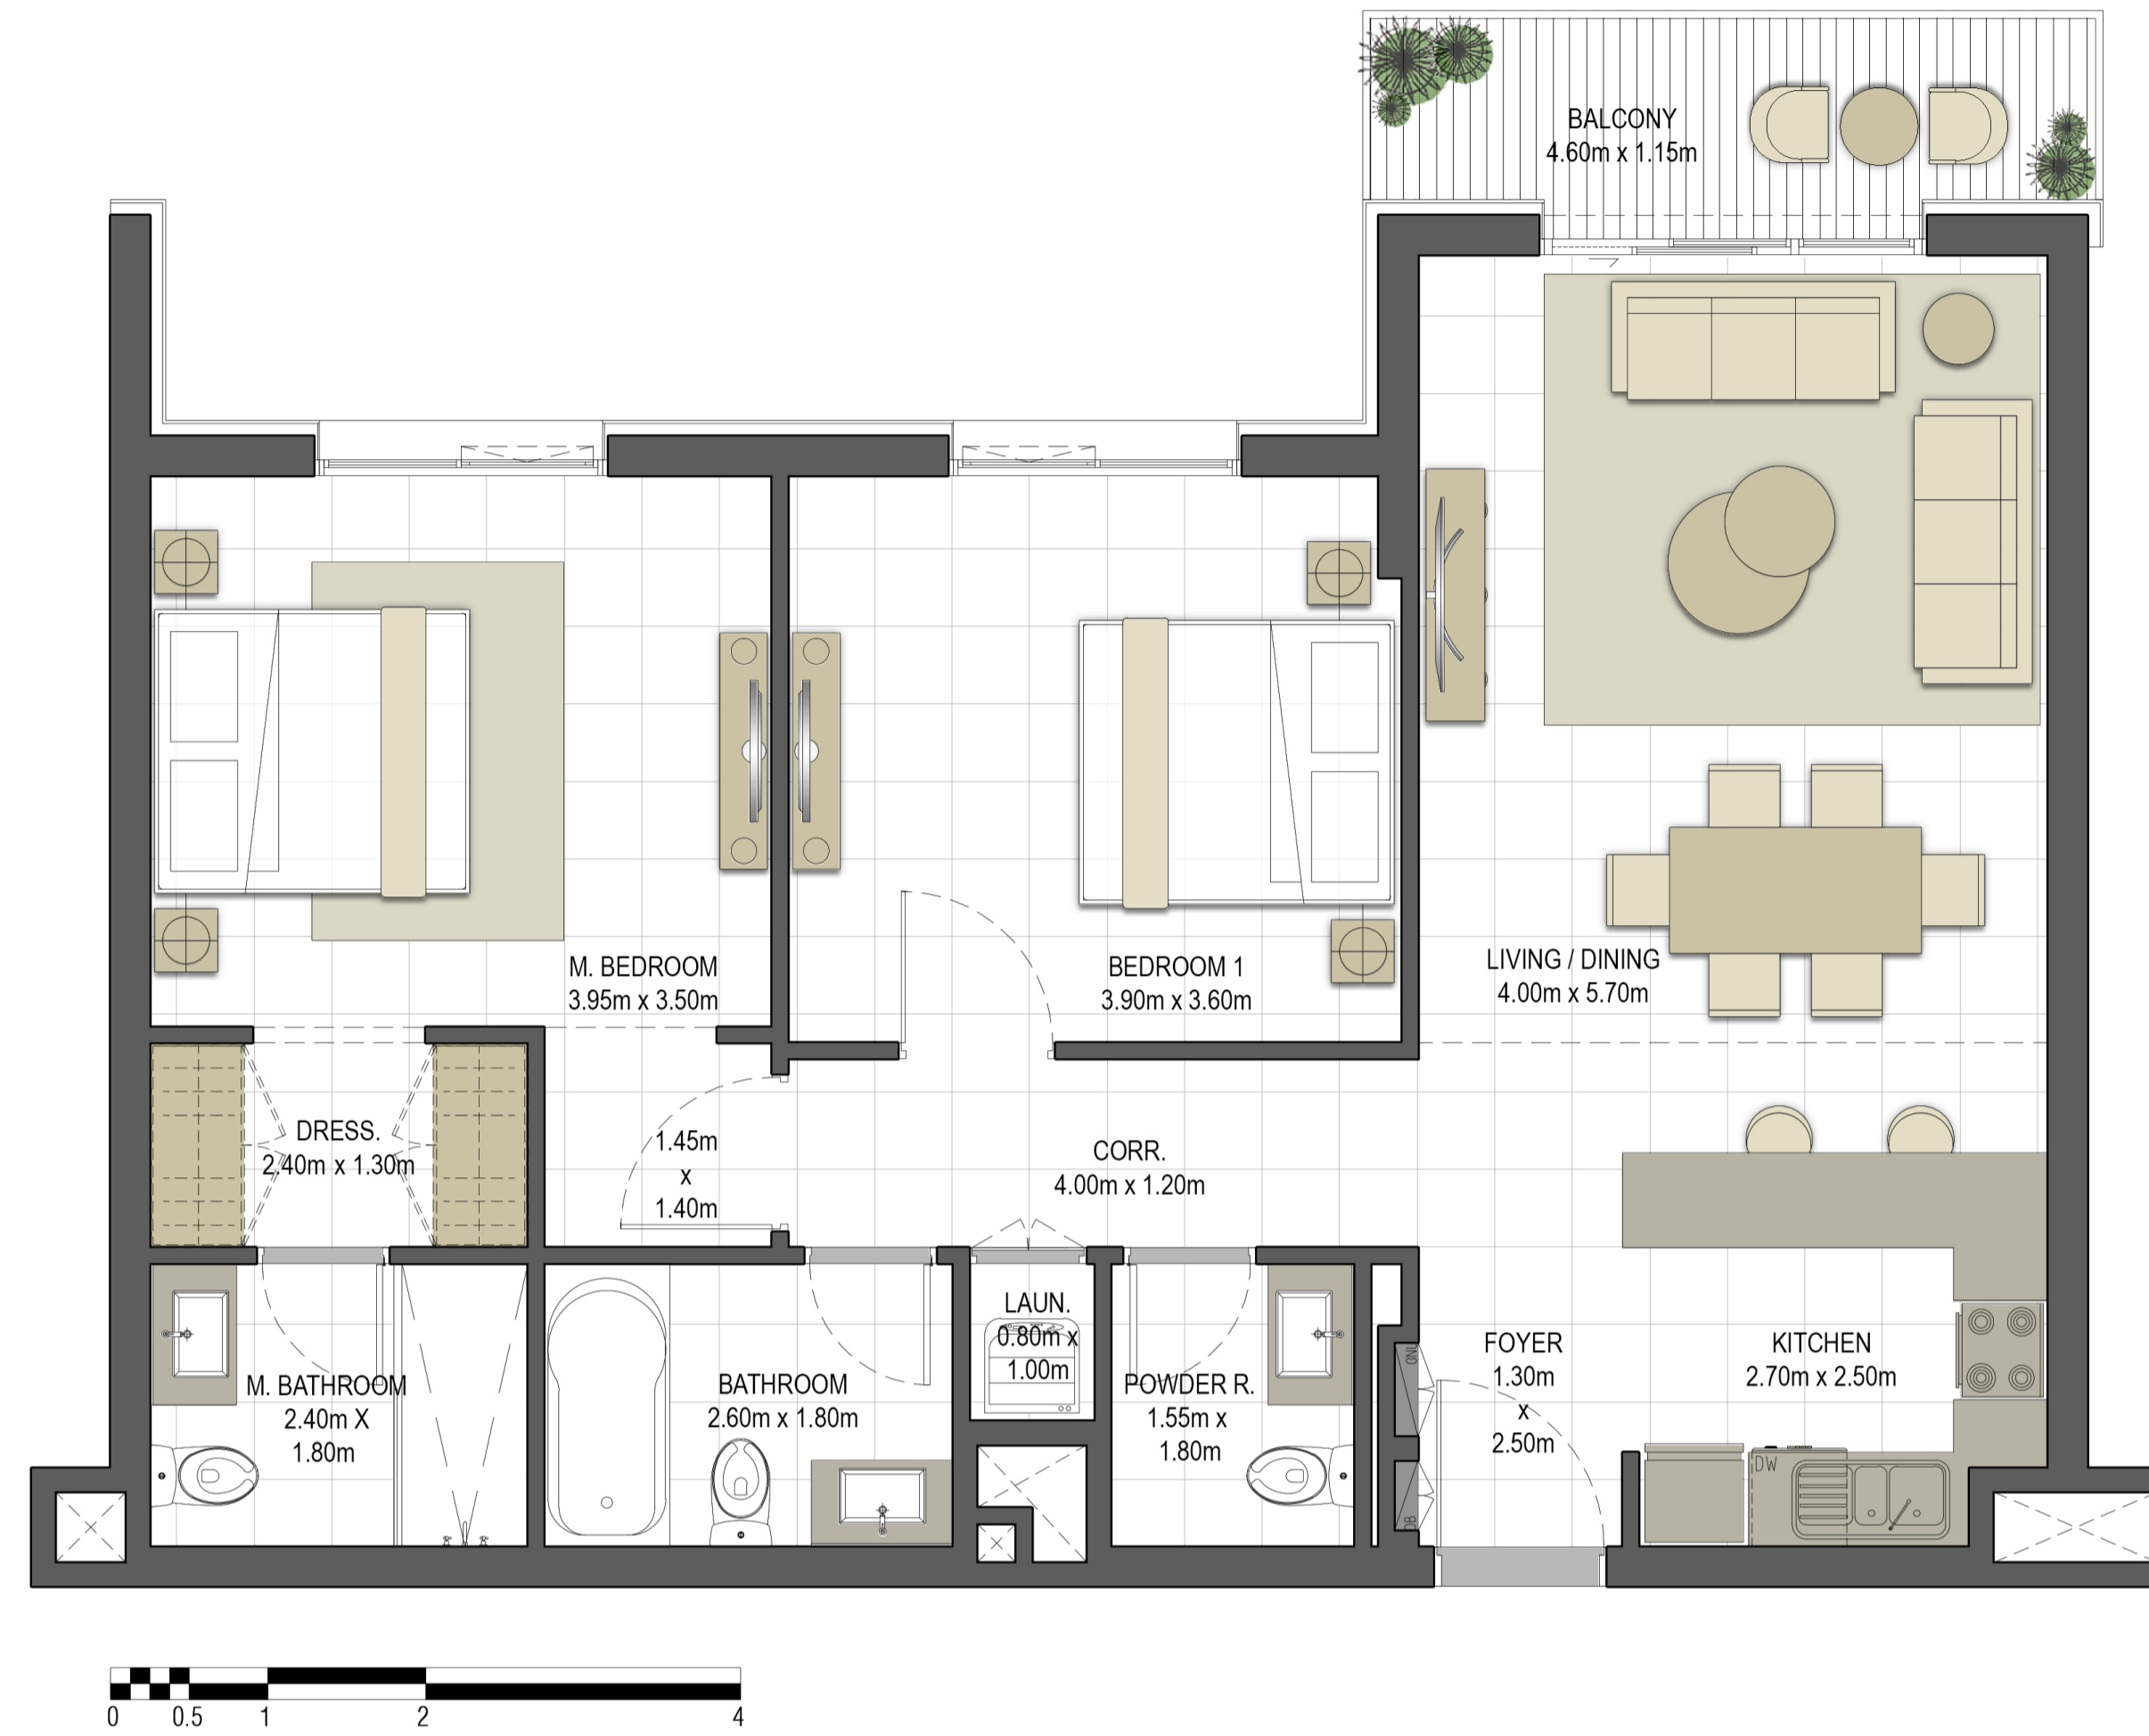 BALCONY
4.60m x 1.15m
M. BEDROOM
3.95m x 3.50m
BEDROOM 1
3.90m x 3.60m
LIVING / DINING
4.00m x 5.70m
DRESS.
2.40m x 1.30m
1.45m
x
1.40m
CORR.
4.00m x 1.20m
LAUN.
0.80m x
1.00m
M. BATHROOM
2.40m X
1.80m
BATHROOM
2.60m x 1.80m
POWDER R.
1.55m x
1.80m
FOYER
1.30m
x
2.50m
KITCHEN
2.70m x 2.50m
DW
DB
0 0.5 1 2 4